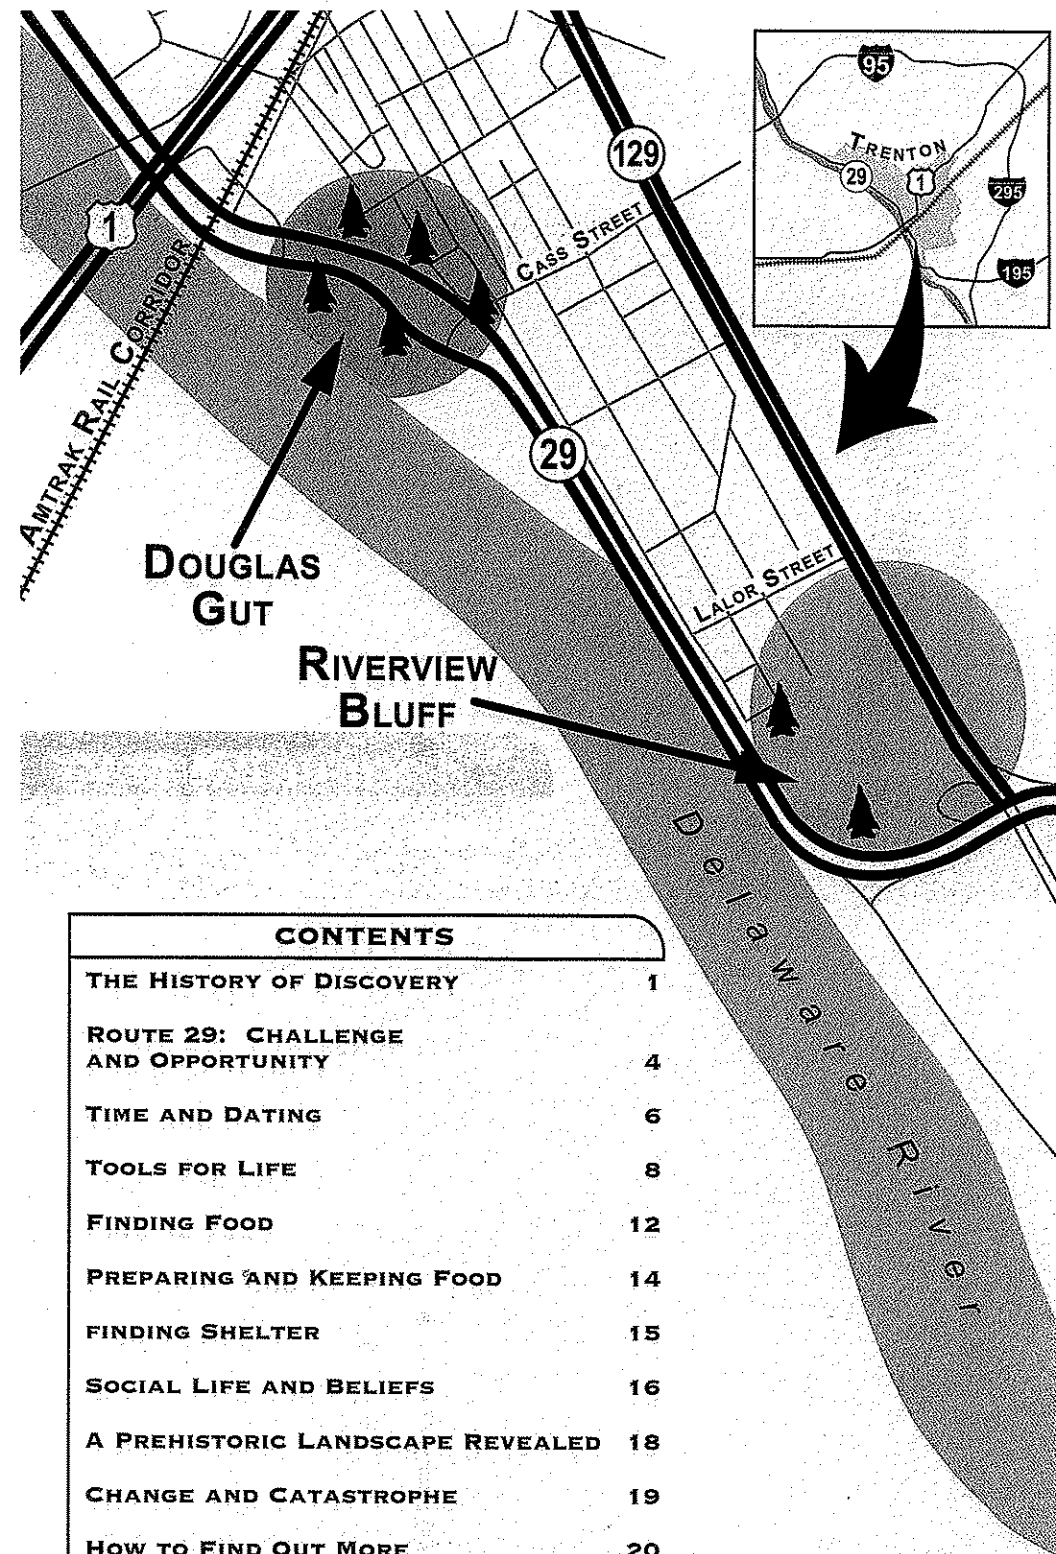 95
TRENTON
29
1
295
195
129
1
CASS STREET
AMTRAK RAIL CORRIDOR
29
DOUGLAS
GUT
LALOR STREET
RIVERVIEW
BLUFF
Delaware River
CONTENTS
THE HISTORY OF DISCOVERY 1
ROUTE 29: CHALLENGE
AND OPPORTUNITY 4
TIME AND DATING 6
TOOLS FOR LIFE 8
FINDING FOOD 12
PREPARING AND KEEPING FOOD 14
FINDING SHELTER 15
SOCIAL LIFE AND BELIEFS 16
A PREHISTORIC LANDSCAPE REVEALED 18
CHANGE AND CATASTROPHE 19
HOW TO FIND OUT MORE 20